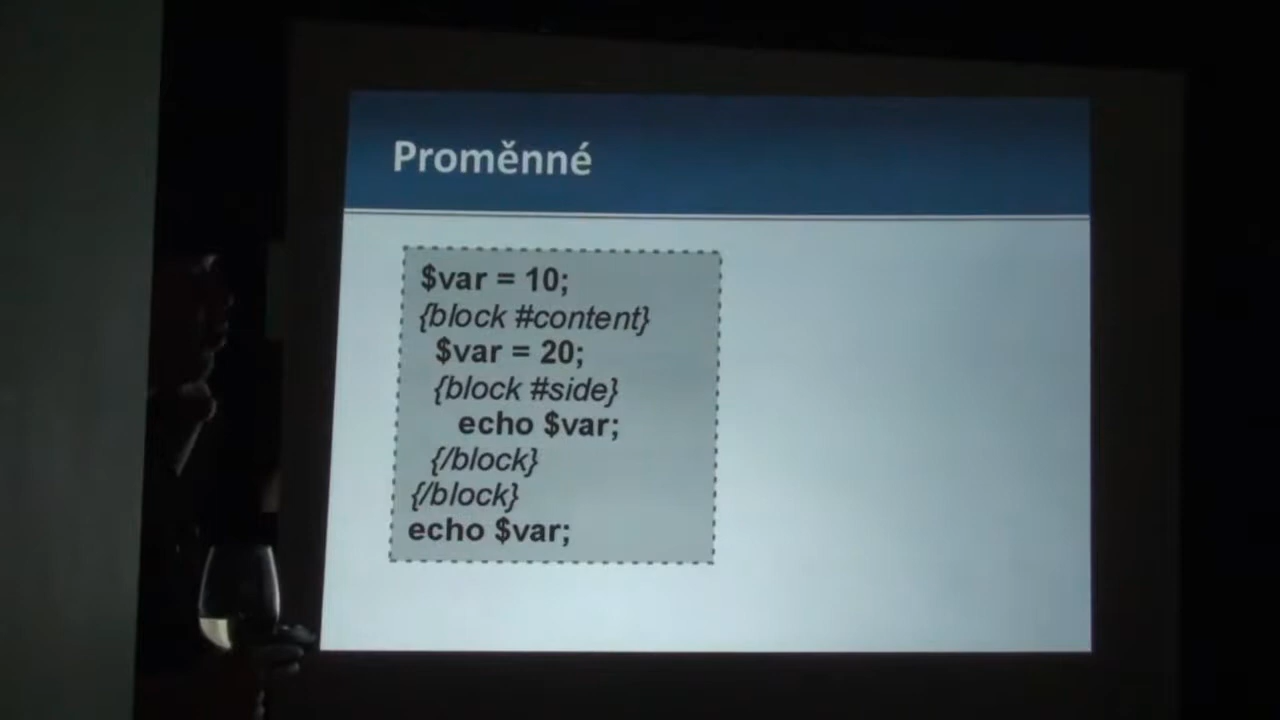 Proměnné
$var = 10;
{block #content}
$var = 20;
{block #side}
echo $var;
{/block}
{/block}
echo $var;